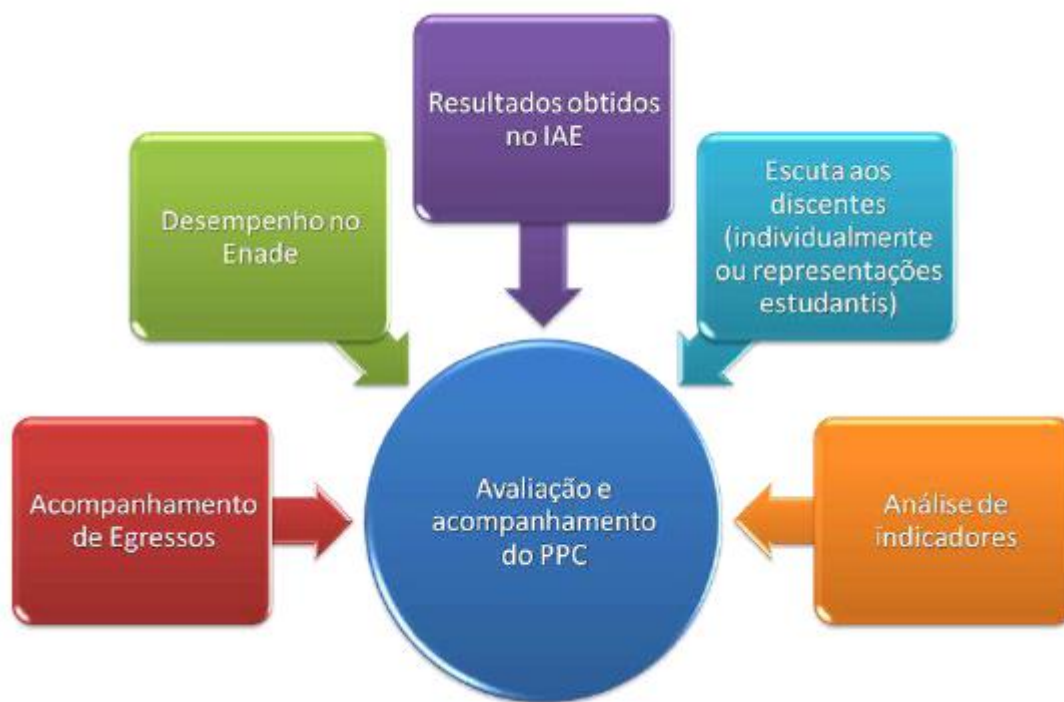 Resultados obtidos
no IAE
Desempenho no
Enade
Escuta aos
discentes
(individualmente
ou representações
estudantis)
Acompanhamento
de Egressos
Avaliação e
acompanhamento
do PPC
Análise de
indicadores